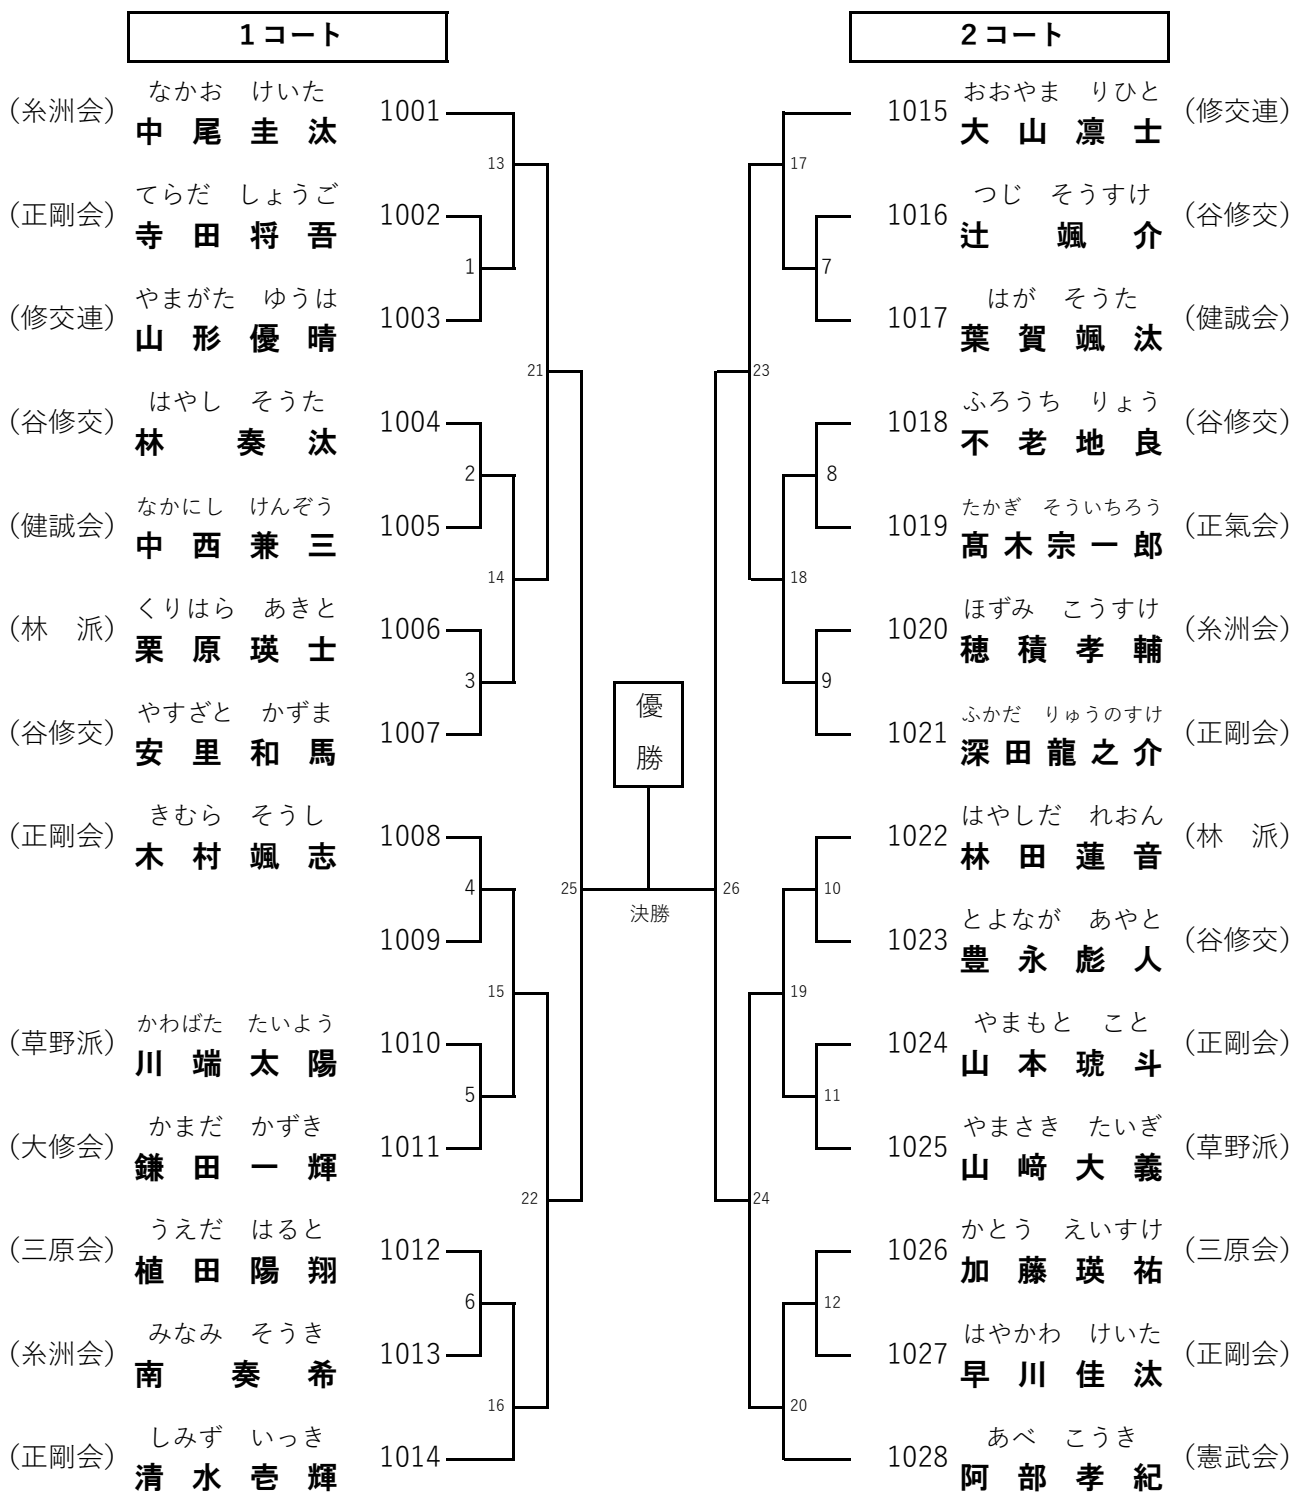 1コート
(糸洲会) なかお けいた 1001
中尾圭汰
13
(正剛会) てらだ しょうご 1002
寺田将吾
1
(修交連) やまがた ゆうは 1003
山形優晴
21
(谷修交) はやし そうた 1004
林奏汰
2
(健誠会) なかにし けんぞう 1005
中西兼三
14
(林 派) くりはら あきと 1006
栗原瑛士
3
(谷修交) やすざと かずま 1007
安里和馬
(正剛会) きむら そうし 1008
木村颯志
4
25
1009
15
(草野派) かわばた たいよう 1010
川端太陽
5
(大修会) かまだ かずき 1011
鎌田一輝
22
(三原会) うえだ はると 1012
植田陽翔
6
(糸洲会) みなみ そうき 1013
南奏希
16
(正剛会) しみず いっき 1014
清水壱輝
優
勝
決勝
2コート
1015 おおやま りひと (修交連)
大山凛士
17
1016 つじ そうすけ (谷修交)
辻颯介
7
1017 はが そうた (健誠会)
葉賀颯汰
23
1018 ふろうち りょう (谷修交)
不老地良
8
1019 たかぎ そういちろう (正氣会)
髙木宗一郎
18
1020 ほずみ こうすけ (糸洲会)
穂積孝輔
9
1021 ふかだ りゅうのすけ (正剛会)
深田龍之介
1022 はやしだ れおん (林 派)
林田蓮音
26
10
1023 とよなが あやと (谷修交)
豊永彪人
19
1024 やまもと こと (正剛会)
山本琥斗
11
1025 やまさき たいぎ (草野派)
山﨑大義
24
1026 かとう えいすけ (三原会)
加藤瑛祐
12
1027 はやかわ けいた (正剛会)
早川佳汰
20
1028 あべ こうき (憲武会)
阿部孝紀